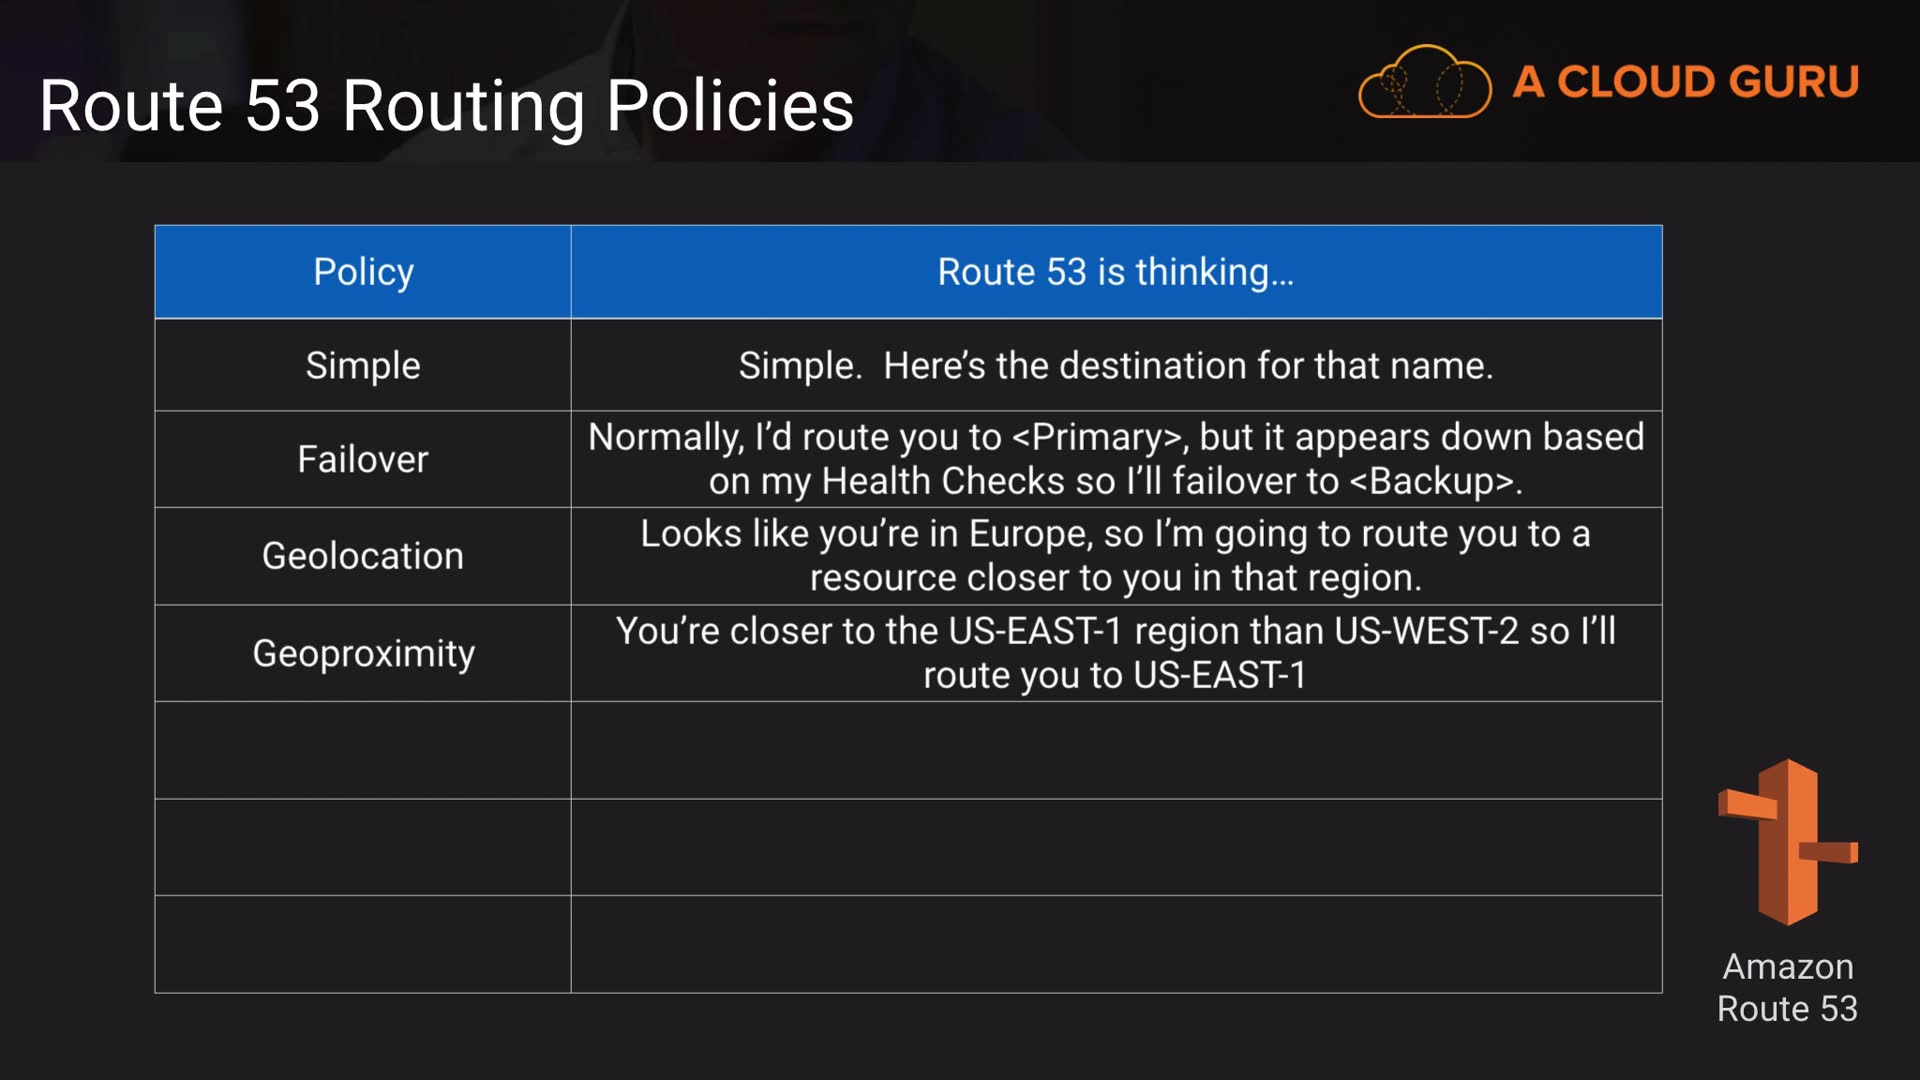 Route 53 Routing Policies
A CLOUD GURU
Policy
Route 53 is thinking...
Simple
Simple.  Here’s the destination for that name.
Failover
Normally, I’d route you to <Primary>, but it appears down based
on my Health Checks so I’ll failover to <Backup>.
Geolocation
Looks like you’re in Europe, so I’m going to route you to a
resource closer to you in that region.
Geoproximity
You’re closer to the US-EAST-1 region than US-WEST-2 so I’ll
route you to US-EAST-1
Amazon
Route 53